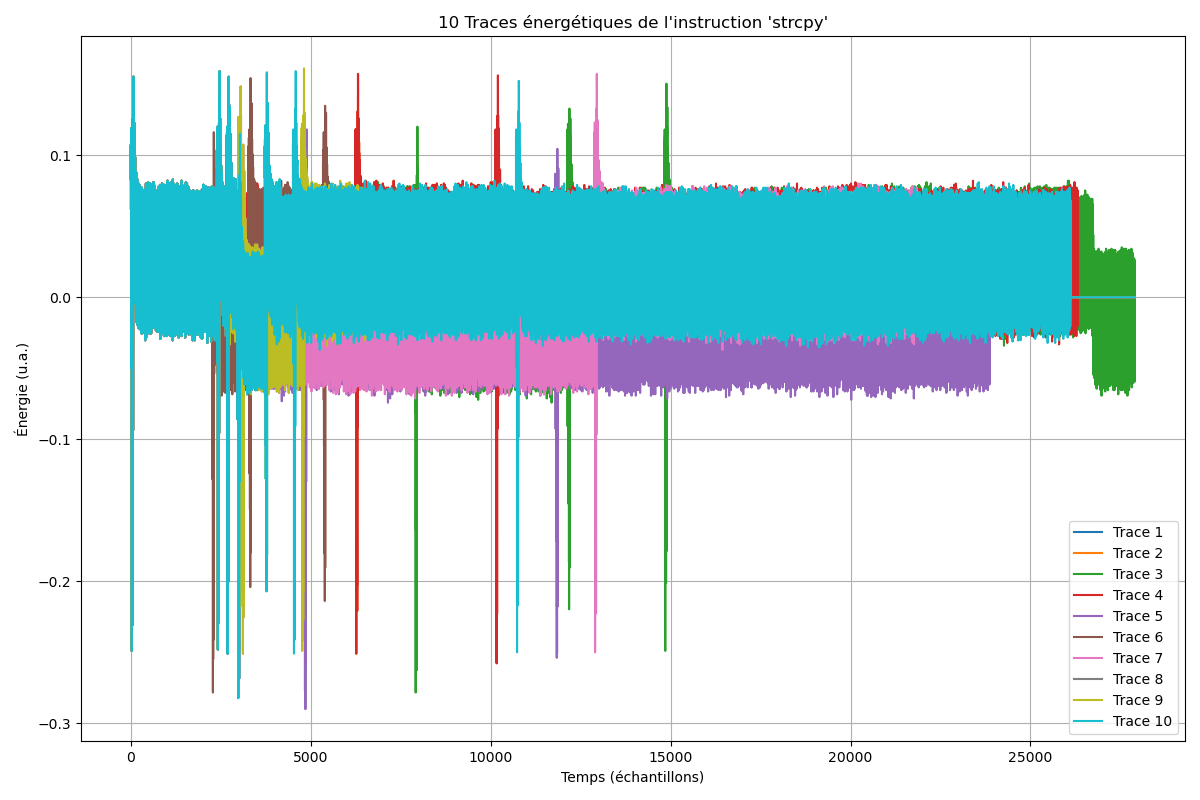 10 Traces énergétiques de l'instruction 'strcpy'
Énergie (u.a.)
0.1
0.0
−0.1
−0.2
−0.3
0
5000
10000
15000
20000
25000
Temps (échantillons)
Trace 1
Trace 2
Trace 3
Trace 4
Trace 5
Trace 6
Trace 7
Trace 8
Trace 9
Trace 10